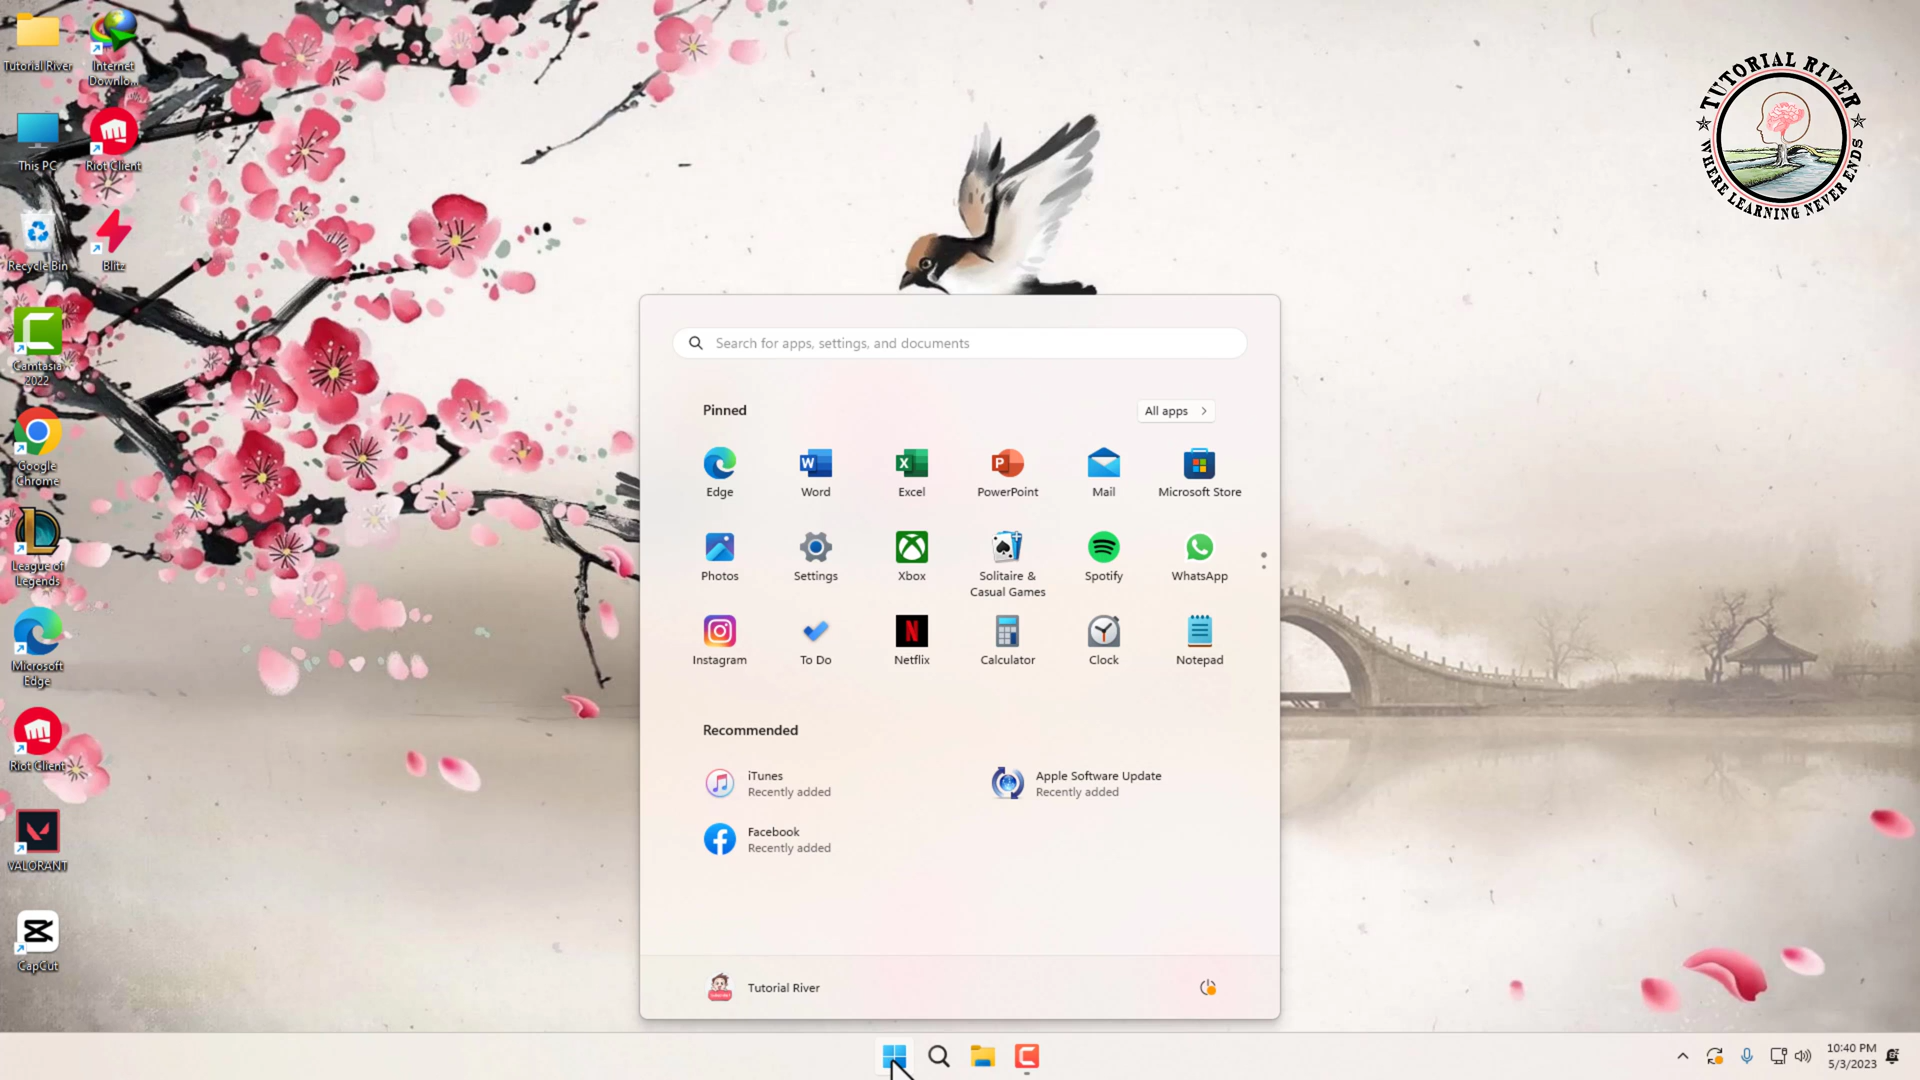 Tutorial River
Internet
Downlo...
This PC
Riot Client
Recycle Bin
Blitz
Camtasia
2022
Google
Chrome
League of
Legends
Microsoft
Edge
Riot Client
VALORANT
CapCut
TUTORIAL RIVER
WHERE LEARNING NEVER ENDS
Search for apps, settings, and documents
Pinned
All apps
Edge
Word
Excel
PowerPoint
Mail
Microsoft Store
Photos
Settings
Xbox
Solitaire &
Casual Games
Spotify
WhatsApp
Instagram
To Do
Netflix
Calculator
Clock
Notepad
Recommended
iTunes
Recently added
Apple Software Update
Recently added
Facebook
Recently added
Tutorial River
10:40 PM
5/3/2023